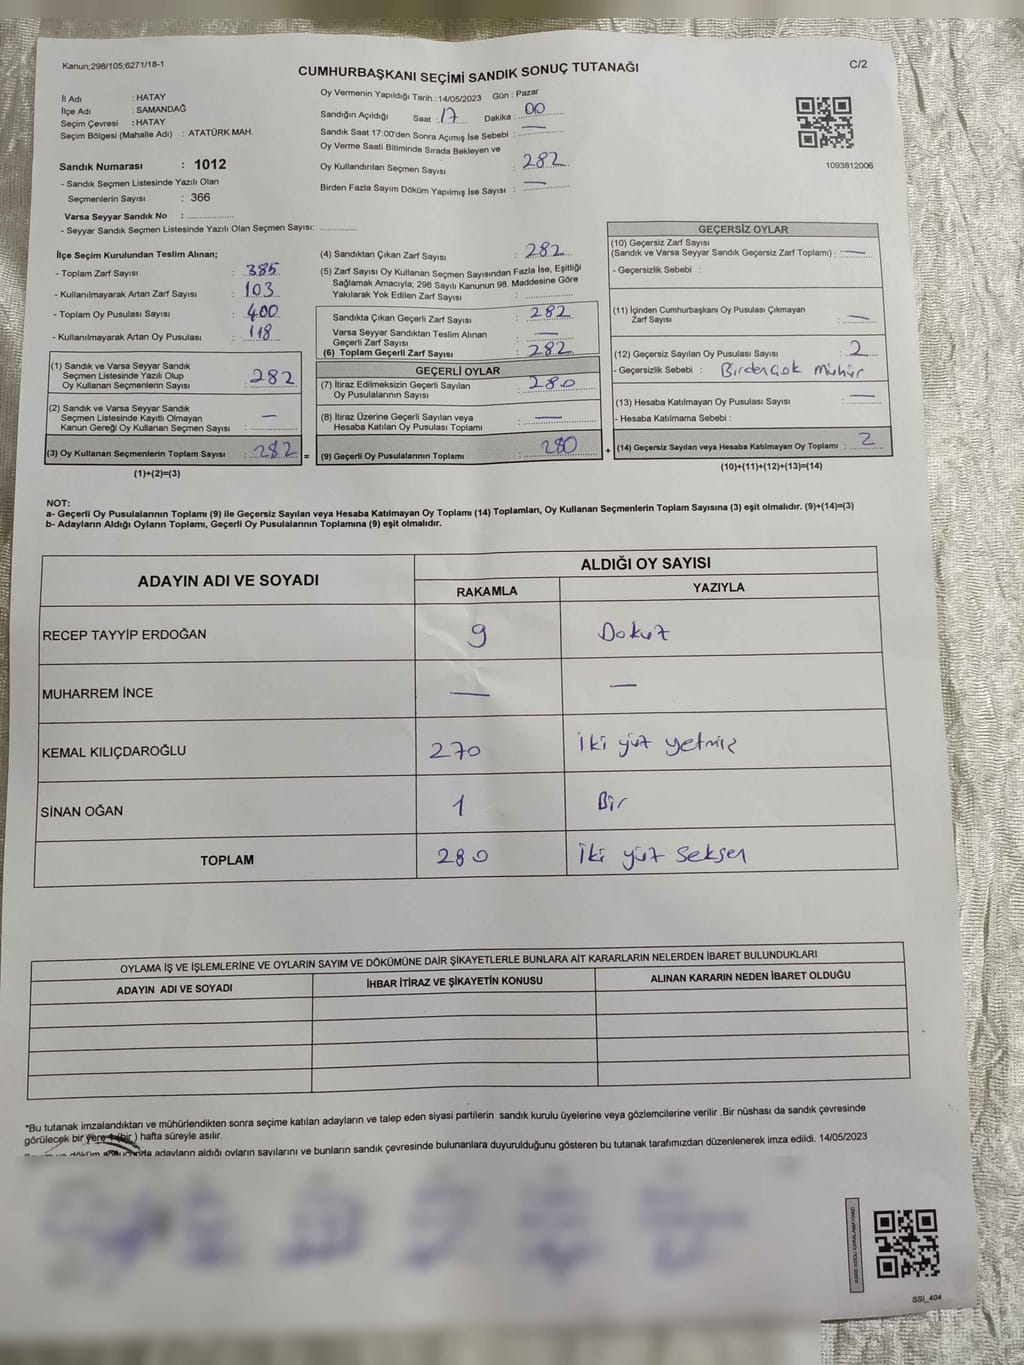 Kanun;298/105;6271/18-1
CUMHURBAŞKANI SEÇİMİ SANDIK SONUÇ TUTANAĞI
C/2
İl Adı : HATAY
İlçe Adı : SAMANDAĞ
Seçim Çevresi : HATAY
Seçim Bölgesi (Mahalle Adı) : ATATÜRK MAH.
Sandık Numarası : 1012
- Sandık Seçmen Listesinde Yazılı Olan
Seçmenlerin Sayısı : 366
Varsa Seyyar Sandık No :
- Seyyar Sandık Seçmen Listesinde Yazılı Olan Seçmen Sayısı:
Oy Vermenin Yapıldığı Tarih : 14/05/2023 Gün : Pazar
Sandığın Açıldığı Saat : 17 Dakika : 00
Sandık Saat 17:00'den Sonra Açımış İse Sebebi : —
Oy Verme Saati Bitiminde Sırada Bekleyen ve
Oy Kullandırılan Seçmen Sayısı : 282
Birden Fazla Sayım Döküm Yapılmış İse Sayısı : —
1093812006
İlçe Seçim Kurulundan Teslim Alınan;
- Toplam Zarf Sayısı : 385
- Kullanılmayarak Artan Zarf Sayısı : 103
- Toplam Oy Pusulası Sayısı : 400
- Kullanılmayarak Artan Oy Pusulası : 118
(1) Sandık ve Varsa Seyyar Sandık
Seçmen Listesinde Yazılı Olup
Oy Kullanan Seçmenlerin Sayısı : 282
(2) Sandık ve Varsa Seyyar Sandık
Seçmen Listesinde Kayıtlı Olmayan
Kanun Gereği Oy Kullanan Seçmen Sayısı : —
(3) Oy Kullanan Seçmenlerin Toplam Sayısı : 282
(1)+(2)=(3)
=
(4) Sandıktan Çıkan Zarf Sayısı : 282
(5) Zarf Sayısı Oy Kullanan Seçmen Sayısından Fazla İse, Eşitliği
Sağlamak Amacıyla; 298 Sayılı Kanunun 98. Maddesine Göre
Yakılarak Yok Edilen Zarf Sayısı :
Sandıkta Çıkan Geçerli Zarf Sayısı : 282
Varsa Seyyar Sandıktan Teslim Alınan
Geçerli Zarf Sayısı : —
(6) Toplam Geçerli Zarf Sayısı : 282
GEÇERLİ OYLAR
(7) İtiraz Edilmeksizin Geçerli Sayılan
Oy Pusulasının Sayısı : 280
(8) İtiraz Üzerine Geçerli Sayılan veya
Hesaba Katılan Oy Pusulası Toplamı : —
(9) Geçerli Oy Pusulalarının Toplamı : 280
+
GEÇERSİZ OYLAR
(10) Geçersiz Zarf Sayısı
(Sandık ve Varsa Seyyar Sandık Geçersiz Zarf Toplamı) : —
- Geçersizlik Sebebi :
(11) İçinden Cumhurbaşkanı Oy Pusulası Çıkmayan
Zarf Sayısı : —
(12) Geçersiz Sayılan Oy Pusulası Sayısı : 2
- Geçersizlik Sebebi : Birden Çok Mühür
(13) Hesaba Katılmayan Oy Pusulası Sayısı : —
- Hesaba Katılmama Sebebi :
(14) Geçersiz Sayılan veya Hesaba Katılmayan Oy Toplamı : 2
(10)+(11)+(12)+(13)=(14)
NOT:
a- Geçerli Oy Pusulalarının Toplamı (9) ile Geçersiz Sayılan veya Hesaba Katılmayan Oy Toplamı (14) Toplamları, Oy Kullanan Seçmenlerin Toplam Sayısına (3) eşit olmalıdır. (9)+(14)=(3)
b- Adayların Aldığı Oyların Toplamı, Geçerli Oy Pusulalarının Toplamına (9) eşit olmalıdır.
ADAYIN ADI VE SOYADI
ALDIĞI OY SAYISI
RAKAMLA YAZIYLA
RECEP TAYYİP ERDOĞAN 9 Dokuz
MUHARREM İNCE — —
KEMAL KILIÇDAROĞLU 270 İki yüz yetmiş
SİNAN OĞAN 1 Bir
TOPLAM 280 İki yüz seksen
OYLAMA İŞ VE İŞLEMLERİNE VE OYLARIN SAYIM VE DÖKÜMÜNE DAİR ŞİKAYETLERLE BUNLARA AİT KARARLARIN NELERDEN İBARET BULUNDUKLARI
ADAYIN ADI VE SOYADI İHBAR İTİRAZ VE ŞİKAYETİN KONUSU ALINAN KARARIN NEDEN İBARET OLDUĞU
*Bu tutanak imzalandıktan ve mühürlendikten sonra seçime katılan adayların ve talep eden siyasi partilerin sandık kurulu üyelerine veya gözlemcilerine verilir .Bir nüshası da sandık çevresinde
görülecek bir yere 1 (bir ) hafta süreyle asılır.
döküm sonucunda adayların aldığı oyların sayılarını ve bunların sandık çevresinde bulunanlara duyurulduğunu gösteren bu tutanak tarafımızdan düzenlenerek imza edildi. 14/05/2023
SSI_404